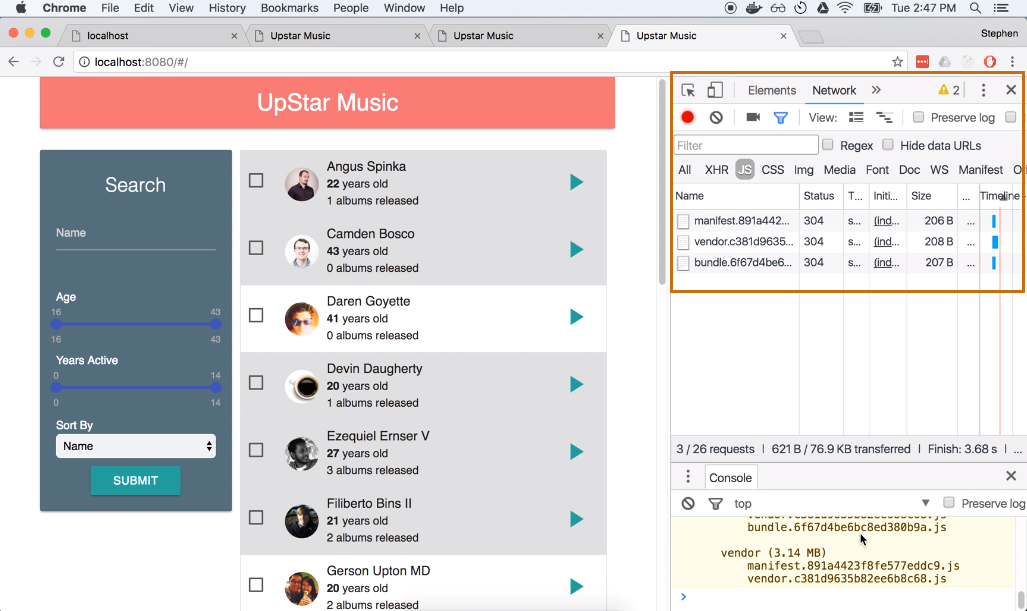 Chrome File Edit View History Bookmarks People Window Help Tue 2:47 PM
localhost Upstar Music Upstar Music Upstar Music Stephen
localhost:8080/#/
UpStar Music
Search
Name
Age
16 43
16 43
Years Active
0 14
0 14
Sort By
Name
SUBMIT
Angus Spinka
22 years old
1 albums released
Camden Bosco
43 years old
0 albums released
Daren Goyette
41 years old
0 albums released
Devin Daugherty
20 years old
1 albums released
Ezequiel Ernser V
27 years old
3 albums released
Filiberto Bins II
21 years old
2 albums released
Gerson Upton MD
20 years old
2 albums released
Elements Network 2
View: Preserve log
Filter Regex Hide data URLs
All XHR JS CSS Img Media Font Doc WS Manifest
Name Status T... Initi... Size ... Timeline
manifest.891a442... 304 s... (ind... 206 B ...
vendor.c381d9635... 304 s... (ind... 208 B ...
bundle.6f67d4be6... 304 s... (ind... 207 B ...
3 / 26 requests | 621 B / 76.9 KB transferred | Finish: 3.68 s | ...
Console
top Preserve log
bundle.6f67d4be6bc8ed380b9a.js
vendor (3.14 MB)
manifest.891a4423f8fe577eddc9.js
vendor.c381d9635b82ee6b8c68.js